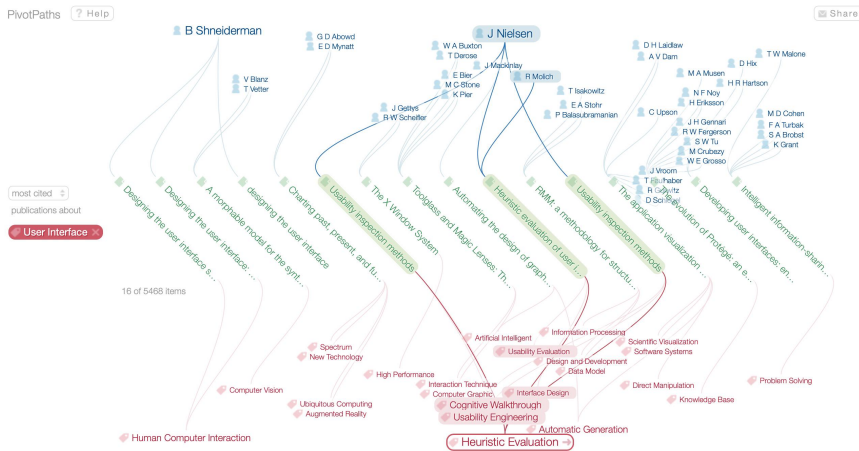 PivotPaths
? Help
Share
B Shneiderman
G D Abowd
E D Mynatt
J Nielsen
W A Buxton
T Derose
J Mackinlay
E Bier
M C Stone
K Pier
R Molich
D H Laidlaw
A V Dam
T W Malone
D Hix
M A Musen
H R Hartson
V Blanz
T Vetter
T Isakowitz
E A Stohr
P Balasubramanian
N F Noy
H Eriksson
J Gettys
R W Scheifler
C Upson
M D Cohen
F A Turbak
S A Brobst
K Grant
J H Gennari
R W Fergerson
S W Tu
M Crubezy
W E Grosso
J Vroom
most cited
publications about
User Interface
16 of 5468 items
Designing the user interface s...
Designing the user interface: ...
A morphable model for the synt...
designing the user interface
Charting past, present, and fu...
Usability inspection methods
The X Window System
Toolglass and Magic Lenses: Th...
Automating the design of graph...
Heuristic evaluation of user i...
RMM: a methodology for structu...
Usability inspection methods
The application visualization ...
The evolution of Protégé: an e...
Developing user interfaces: en...
Intelligent information-sharin...
Artificial Intelligent
Information Processing
Spectrum
New Technology
Usability Evaluation
Scientific Visualization
Software Systems
Design and Development
Data Model
High Performance
Interaction Technique
Computer Graphic
Interface Design
Direct Manipulation
Problem Solving
Computer Vision
Knowledge Base
Ubiquitous Computing
Augmented Reality
Cognitive Walkthrough
Usability Engineering
Automatic Generation
Human Computer Interaction
Heuristic Evaluation